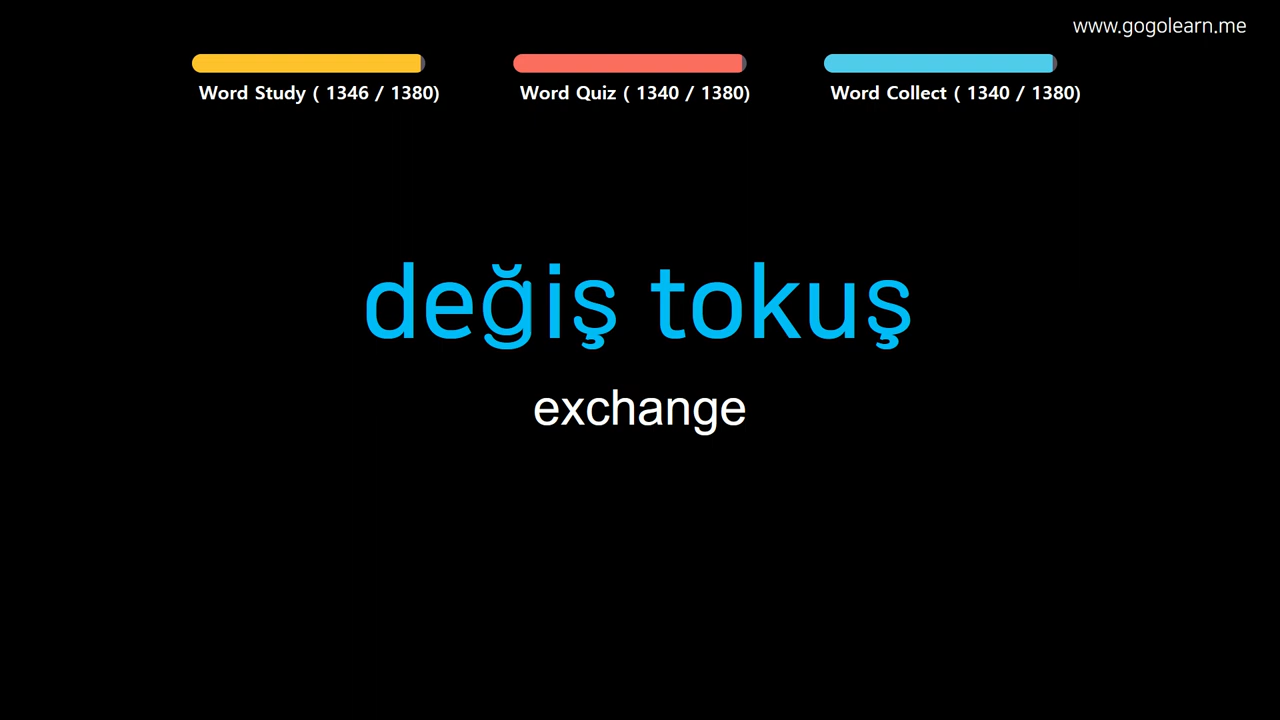 www.gogolearn.me
Word Study ( 1346 / 1380)
Word Quiz ( 1340 / 1380)
Word Collect ( 1340 / 1380)
değiş tokuş
exchange